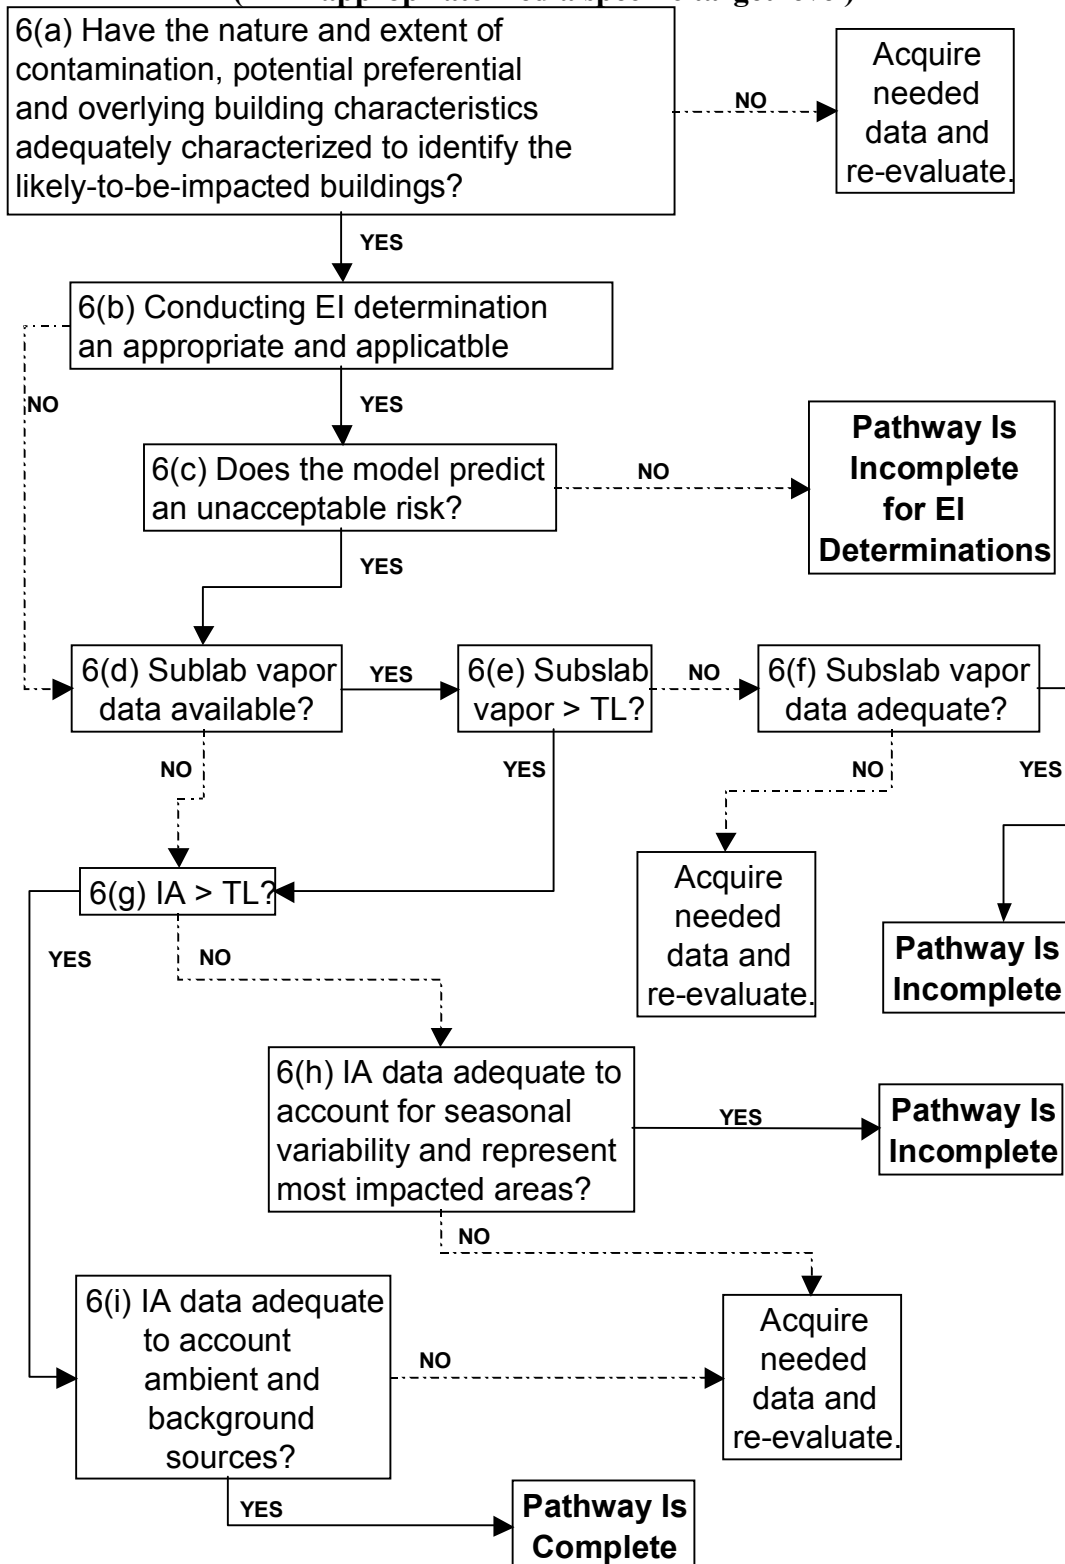 6(a) Have the nature and extent of
contamination, potential preferential
and overlying building characteristics
adequately characterized to identify the
likely-to-be-impacted buildings?
NO
Acquire
needed
data and
re-evaluate.
YES
6(b) Conducting EI determination
an appropriate and applicatble
NO
YES
6(c) Does the model predict
an unacceptable risk?
NO
Pathway Is
Incomplete
for EI
Determinations
YES
6(d) Sublab vapor
data available?
YES
6(e) Subslab
vapor > TL?
NO
6(f) Subslab vapor
data adequate?
NO
YES
NO
YES
Acquire
needed
data and
re-evaluate.
Pathway Is
Incomplete
6(g) IA > TL?
YES
NO
6(h) IA data adequate to
account for seasonal
variability and represent
most impacted areas?
YES
Pathway Is
Incomplete
NO
6(i) IA data adequate
to account
ambient and
background
sources?
NO
Acquire
needed
data and
re-evaluate.
YES
Pathway Is
Complete